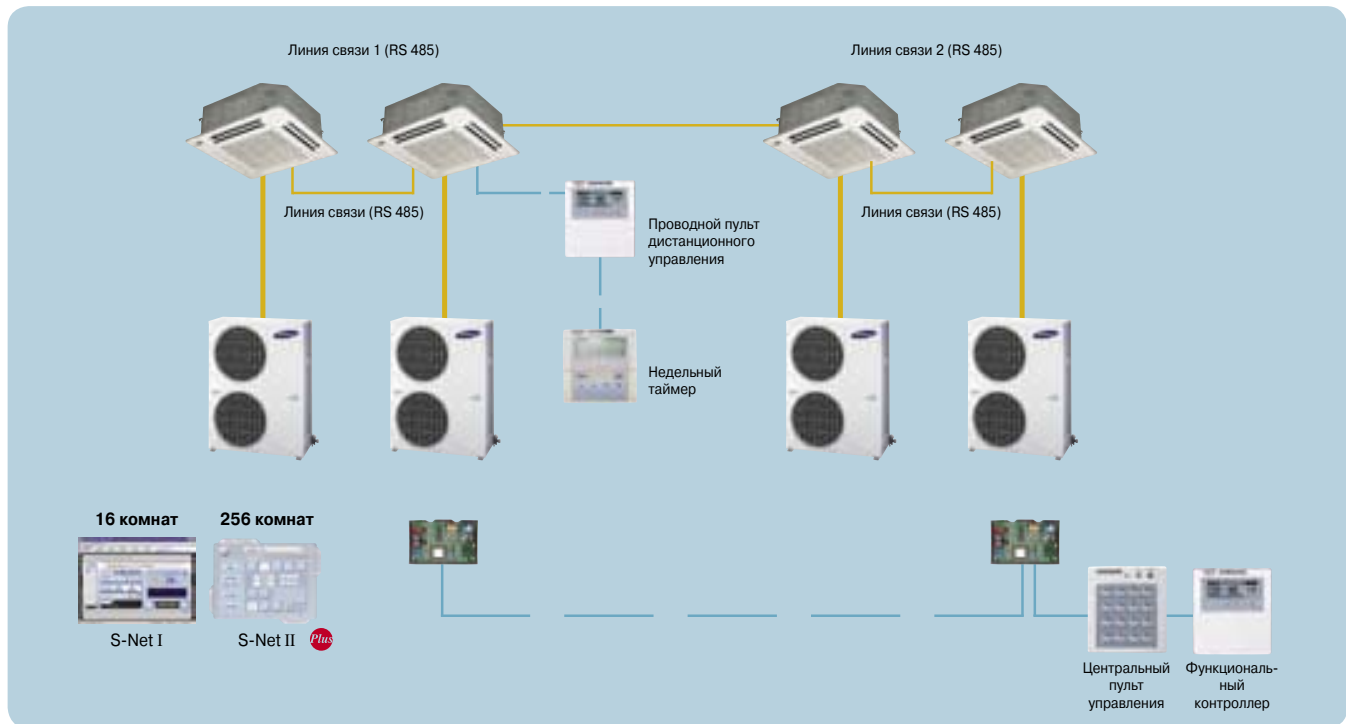 Линия связи 1 (RS 485)
Линия связи 2 (RS 485)
Линия связи (RS 485)
Линия связи (RS 485)
Проводной пульт
дистанционного
управления
Недельный
таймер
16 комнат
256 комнат
S-Net I
S-Net II Plus
Центральный
пульт
управления
Функциональ-
ный
контроллер